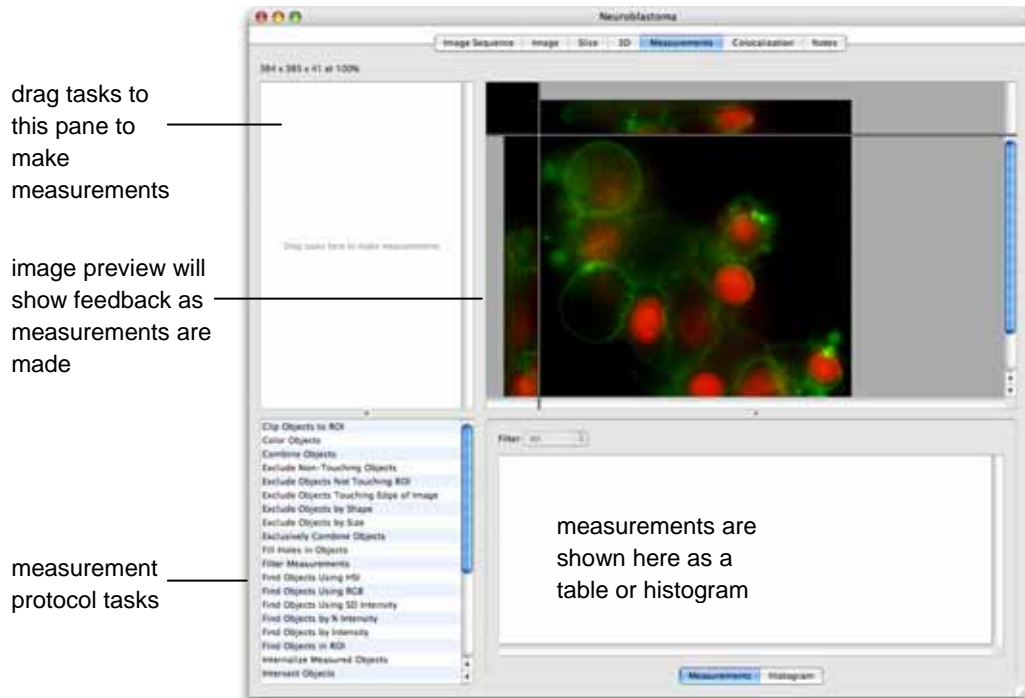 Neuroblastoma
Image Sequence Image Slice 3D Measurements Colocalization Notes
384 x 385 x 41 at 100%
drag tasks to
this pane to
make
measurements
Drag tasks here to make measurements
image preview will
show feedback as
measurements are
made
Clip Objects to ROI
Color Objects
Combine Objects
Exclude Non-Touching Objects
Exclude Objects Not Touching ROI
Exclude Objects Touching Edge of Image
Exclude Objects by Shape
Exclude Objects by Size
Exclusively Combine Objects
Fill Holes in Objects
Filter Measurements
Find Objects Using HSI
Find Objects Using RGB
Find Objects Using SD Intensity
Find Objects by % Intensity
Find Objects by Intensity
Find Objects in ROI
Internalize Measured Objects
Intersect Objects
measurement
protocol tasks
Filter All
measurements are
shown here as a
table or histogram
Measurements Histogram